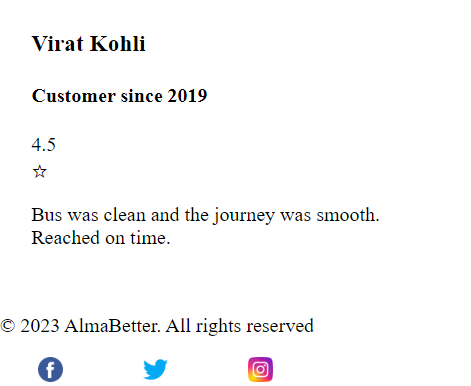 Virat Kohli
Customer since 2019
4.5
☆
Bus was clean and the journey was smooth.
Reached on time.
© 2023 AlmaBetter. All rights reserved